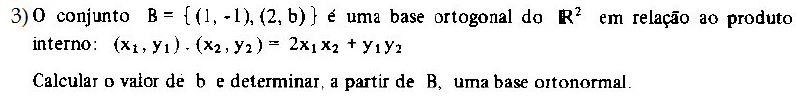 3) O conjunto B = { (1, -1), (2, b) } é uma base ortogonal do ℝ² em relação ao produto
interno: (x₁, y₁) . (x₂, y₂) = 2x₁x₂ + y₁y₂
Calcular o valor de b e determinar, a partir de B, uma base ortonormal.